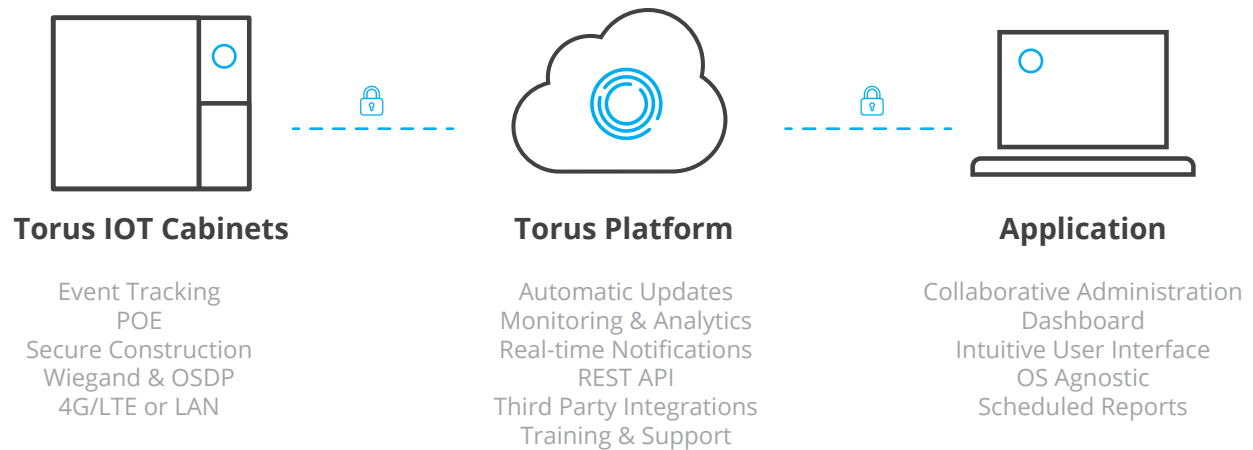 Torus IOT Cabinets
Event Tracking
POE
Secure Construction
Wiegand & OSDP
4G/LTE or LAN
Torus Platform
Automatic Updates
Monitoring & Analytics
Real-time Notifications
REST API
Third Party Integrations
Training & Support
Application
Collaborative Administration
Dashboard
Intuitive User Interface
OS Agnostic
Scheduled Reports